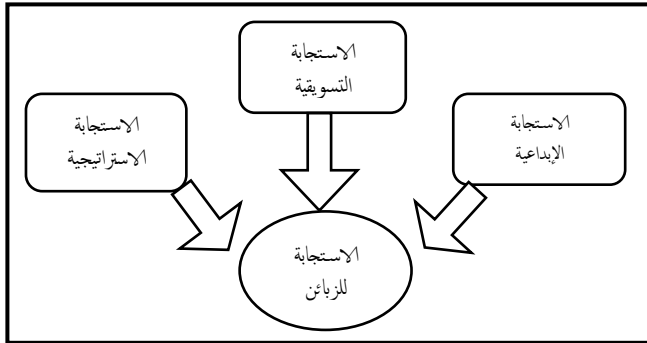 الاستجابة
التسويقية
الاستجابة
الإبداعية
الاستجابة
الاستراتيجية
الاستجابة
للزبائن